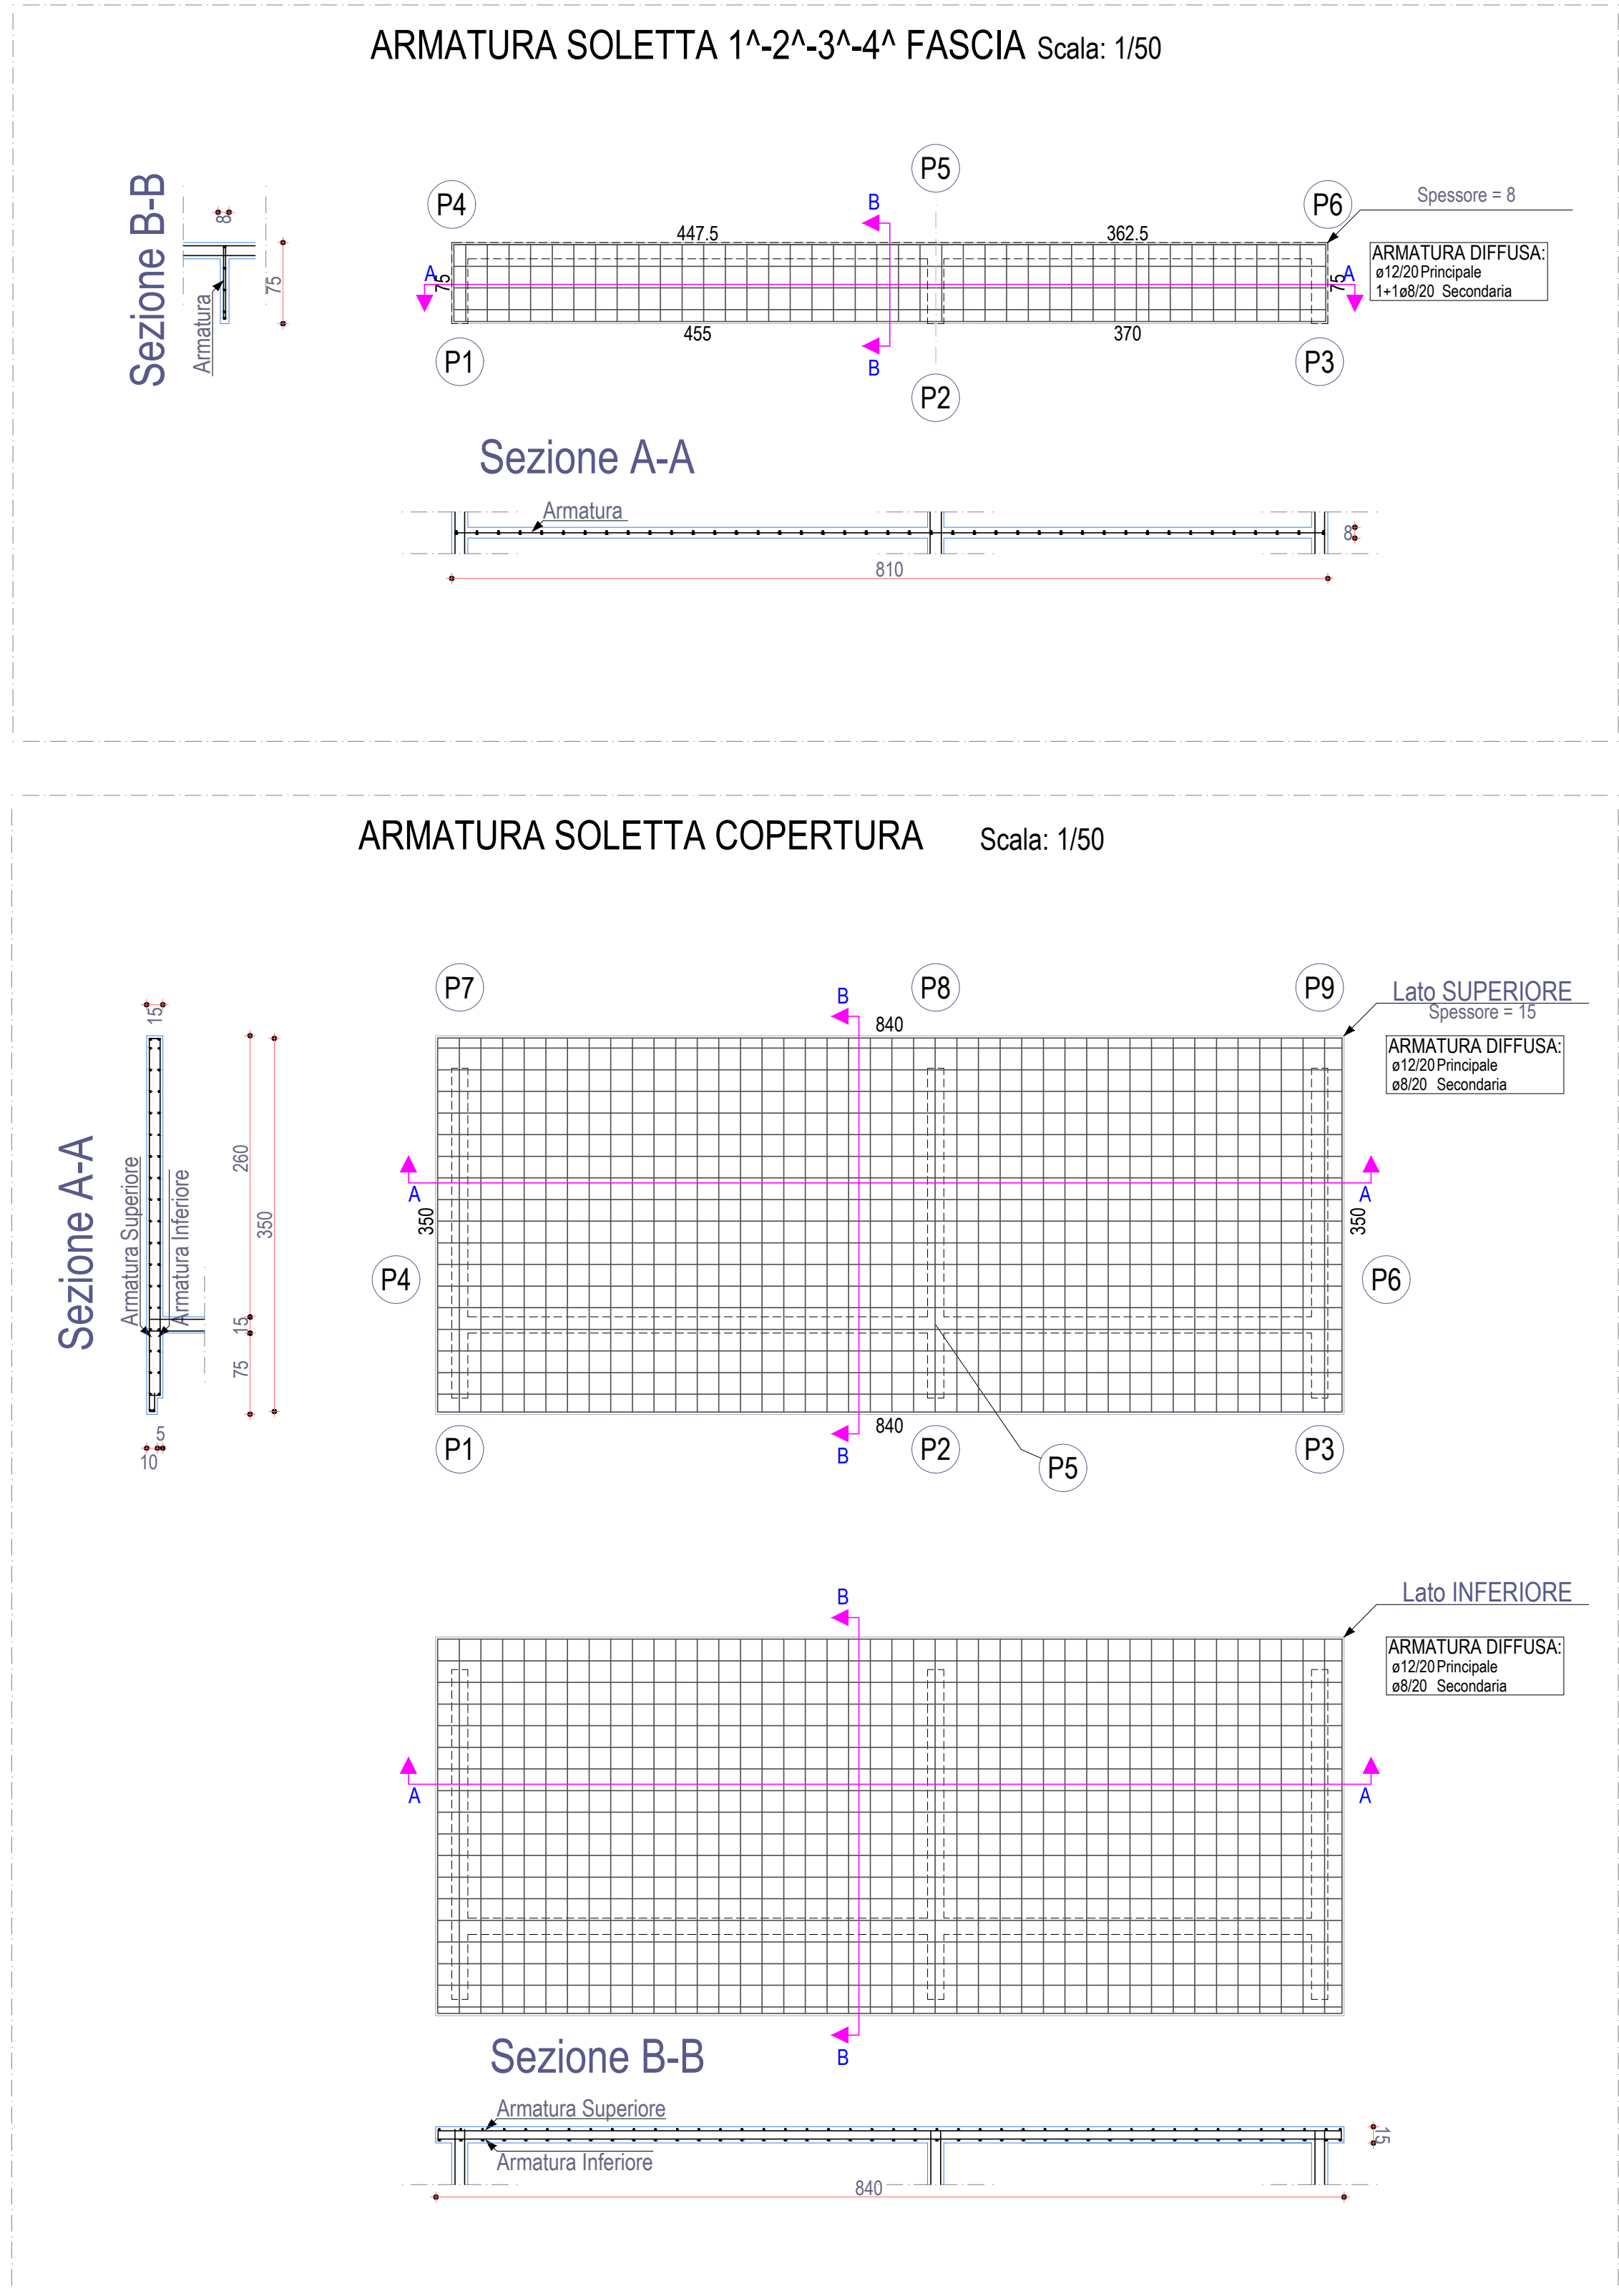 ARMATURA SOLETTA 1^-2^-3^-4^ FASCIA Scala: 1/50
Sezione B-B
8
75
Armatura
P4
P5
P6
Spessore = 8
B
447.5
362.5
ARMATURA DIFFUSA:
ø12/20 Principale
1+1ø8/20 Secondaria
A
75
75
A
455
370
B
P1
P2
P3
Sezione A-A
Armatura
8
810
ARMATURA SOLETTA COPERTURA Scala: 1/50
P7
P8
P9
B
840
Lato SUPERIORE
Spessore = 15
ARMATURA DIFFUSA:
ø12/20 Principale
ø8/20 Secondaria
15
Sezione A-A
Armatura Superiore
Armatura Inferiore
260
350
15
75
5
10
A
A
350
350
P4
P6
840
B
P1
P2
P3
P5
B
Lato INFERIORE
ARMATURA DIFFUSA:
ø12/20 Principale
ø8/20 Secondaria
A
A
B
Sezione B-B
Armatura Superiore
Armatura Inferiore
15
840